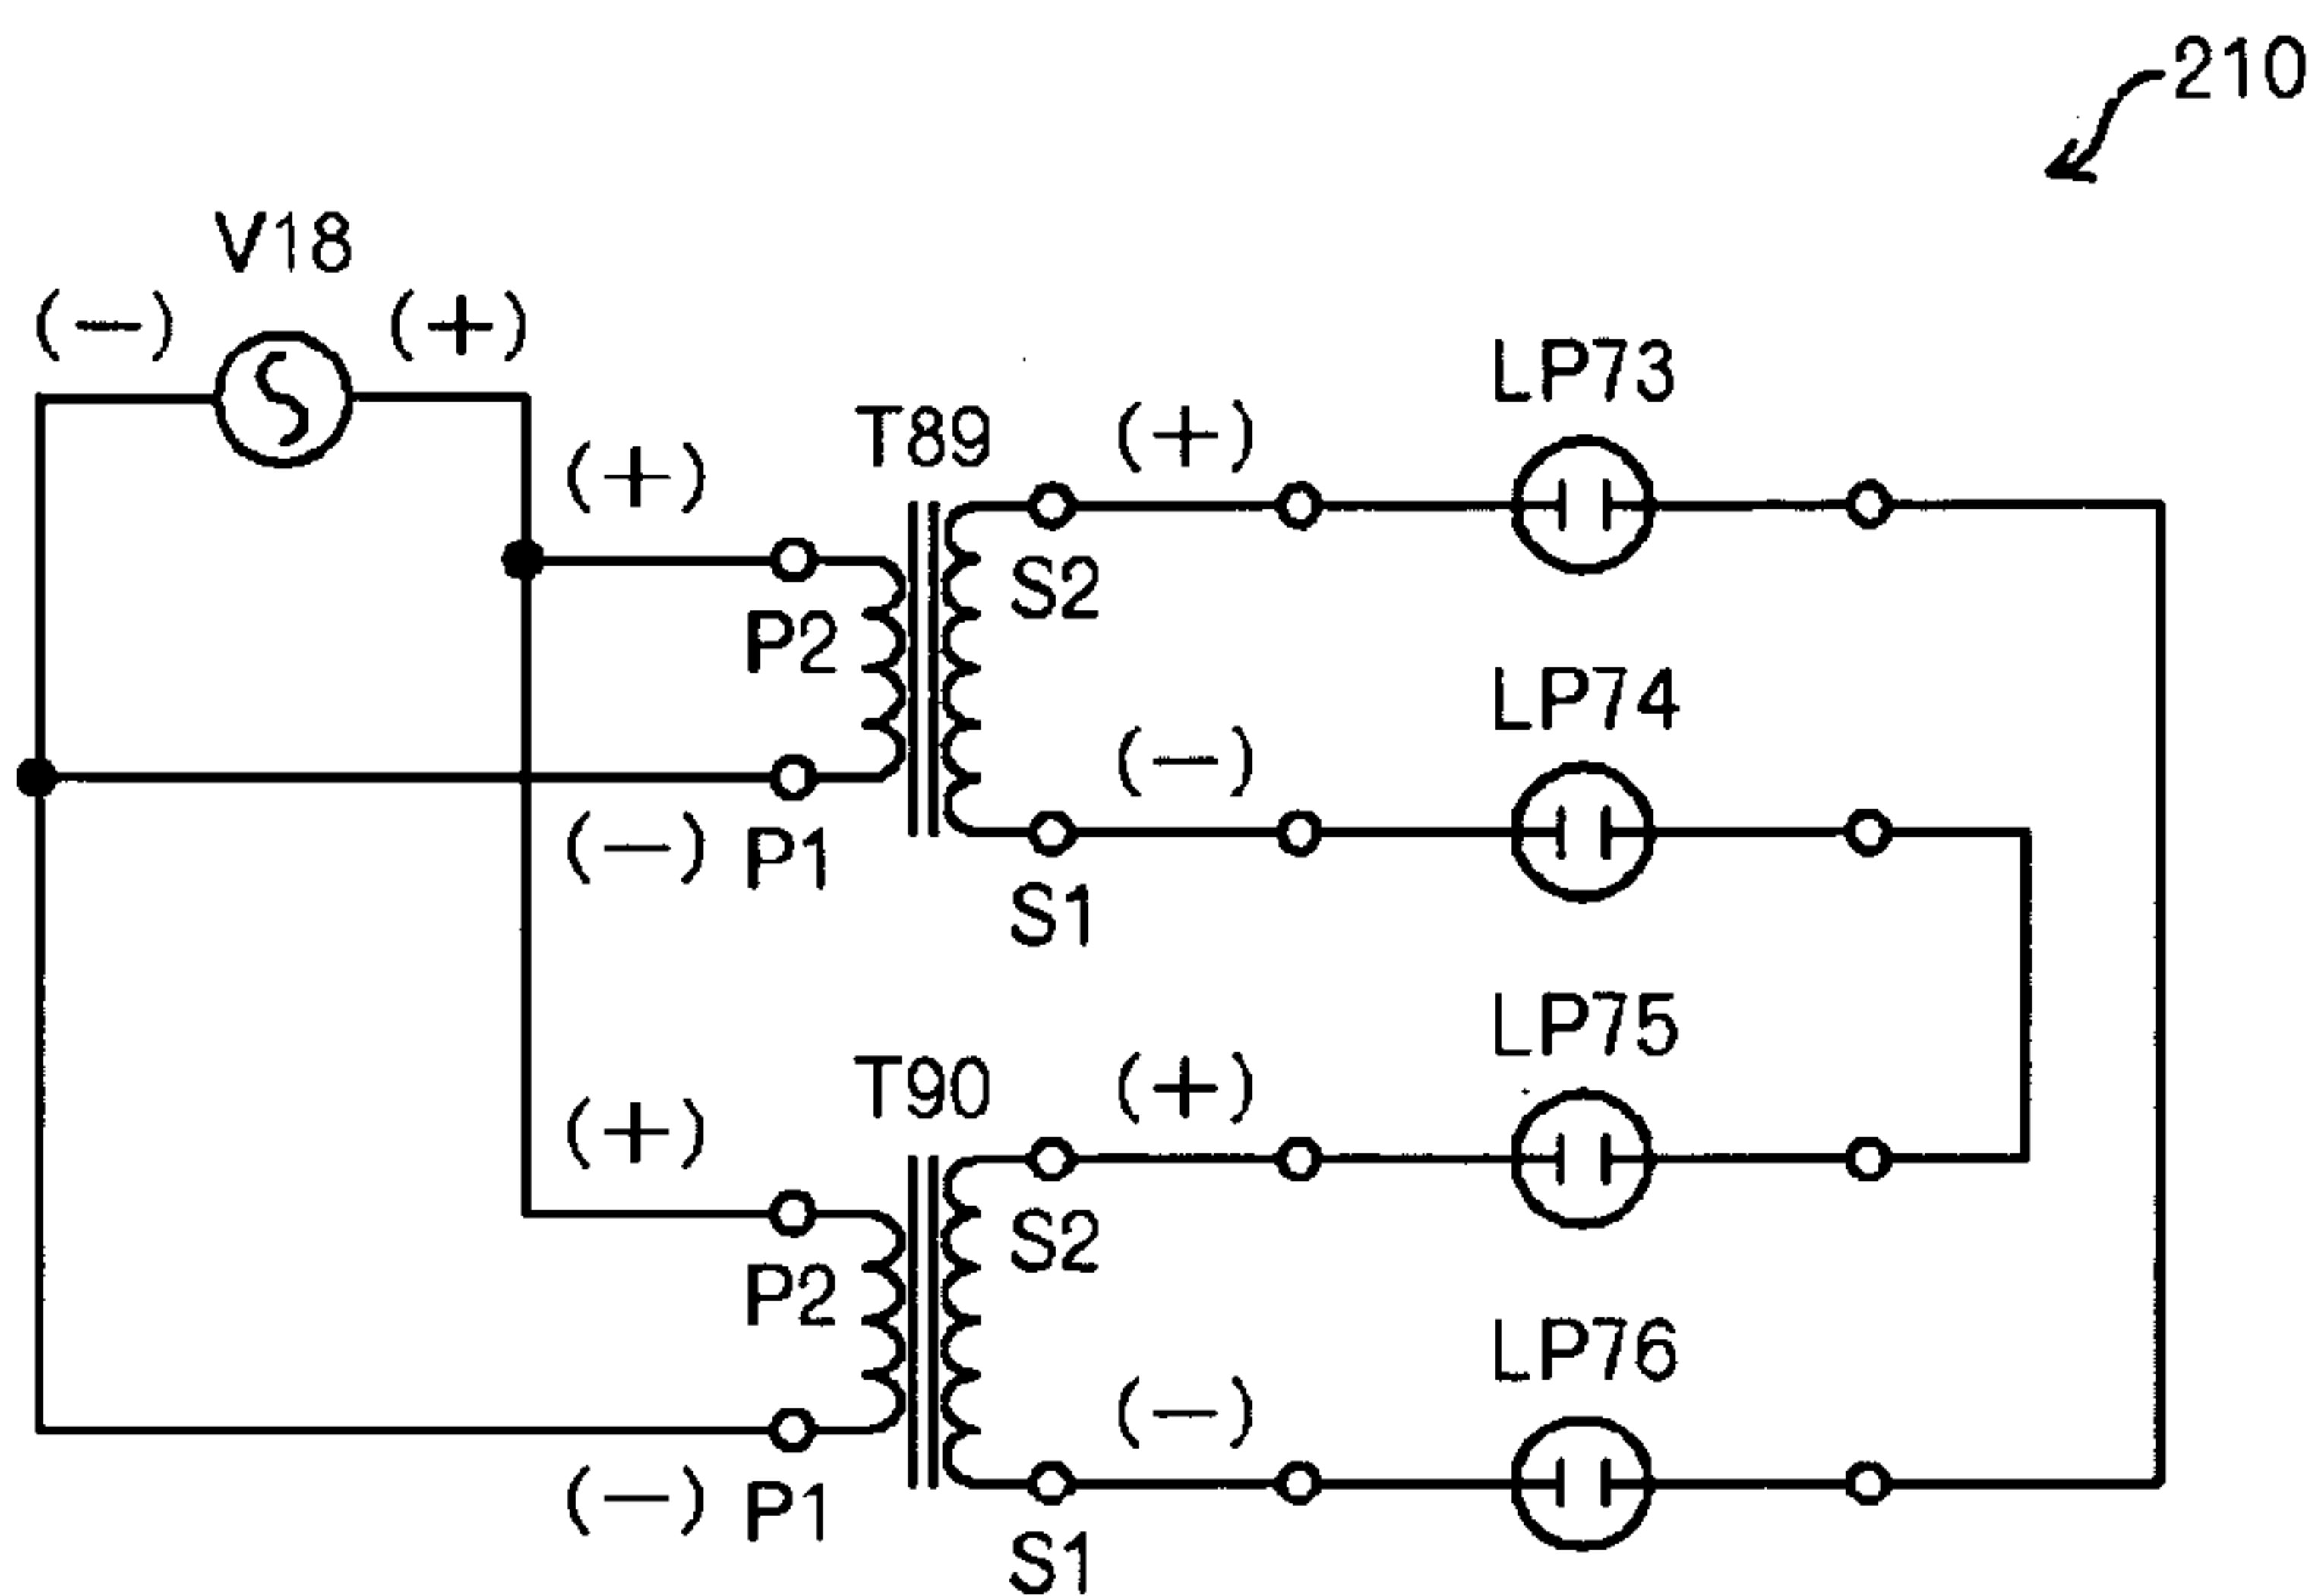 210
V18
(−) (+)
LP73
T89 (+)
(+)
S2
P2
LP74
(−)
(−) P1
S1
LP75
T90 (+)
(+)
S2
P2
LP76
(−)
(−) P1
S1